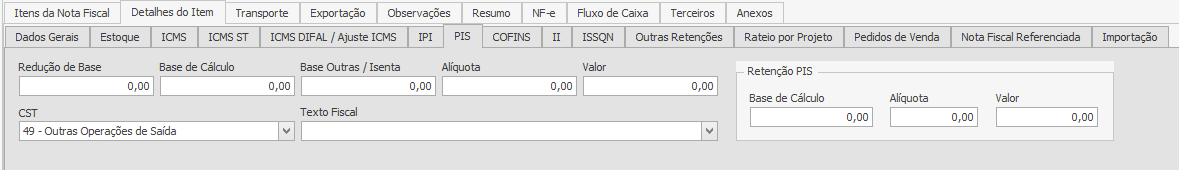 Itens da Nota Fiscal Detalhes do Item Transporte Exportação Observações Resumo NF-e Fluxo de Caixa Terceiros Anexos
Dados Gerais Estoque ICMS ICMS ST ICMS DIFAL / Ajuste ICMS IPI PIS COFINS II ISSQN Outras Retenções Rateio por Projeto Pedidos de Venda Nota Fiscal Referenciada Importação
Redução de Base Base de Cálculo Base Outras / Isenta Alíquota Valor
0,00 0,00 0,00 0,00 0,00
CST Texto Fiscal
49 - Outras Operações de Saída
Retenção PIS
Base de Cálculo Alíquota Valor
0,00 0,00 0,00